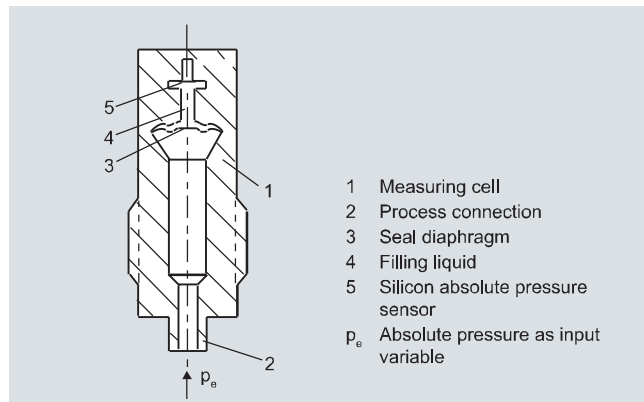 5
4
3
1
2
pₑ
1 Measuring cell
2 Process connection
3 Seal diaphragm
4 Filling liquid
5 Silicon absolute pressure
sensor
pₑ Absolute pressure as input
variable